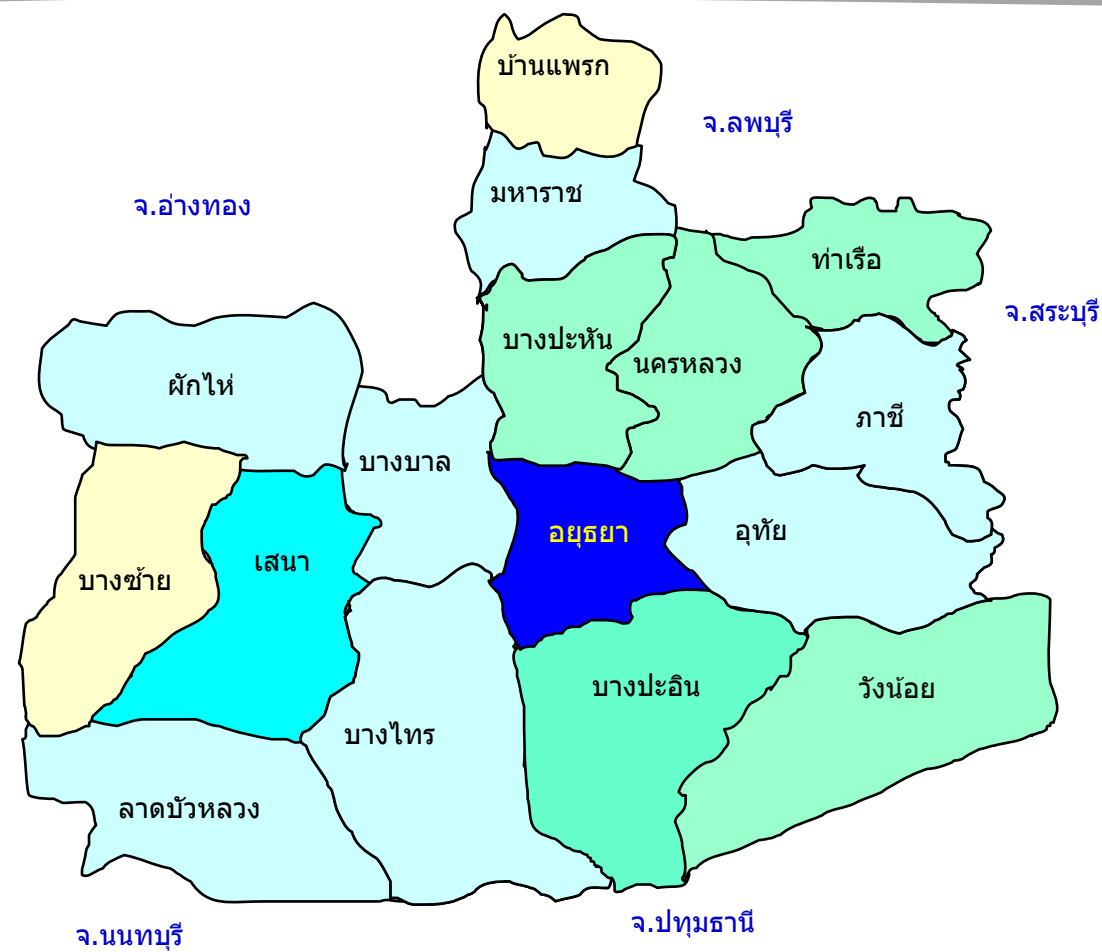 บ้านแพรก
จ.ลพบุรี
มหาราช
จ.อ่างทอง
ท่าเรือ
จ.สระบุรี
บางปะหัน
นครหลวง
ผักไห่
ภาชี
บางบาล
อยุธยา
อุทัย
เสนา
บางซ้าย
บางปะอิน
วังน้อย
บางไทร
ลาดบัวหลวง
จ.ปทุมธานี
จ.นนทบุรี